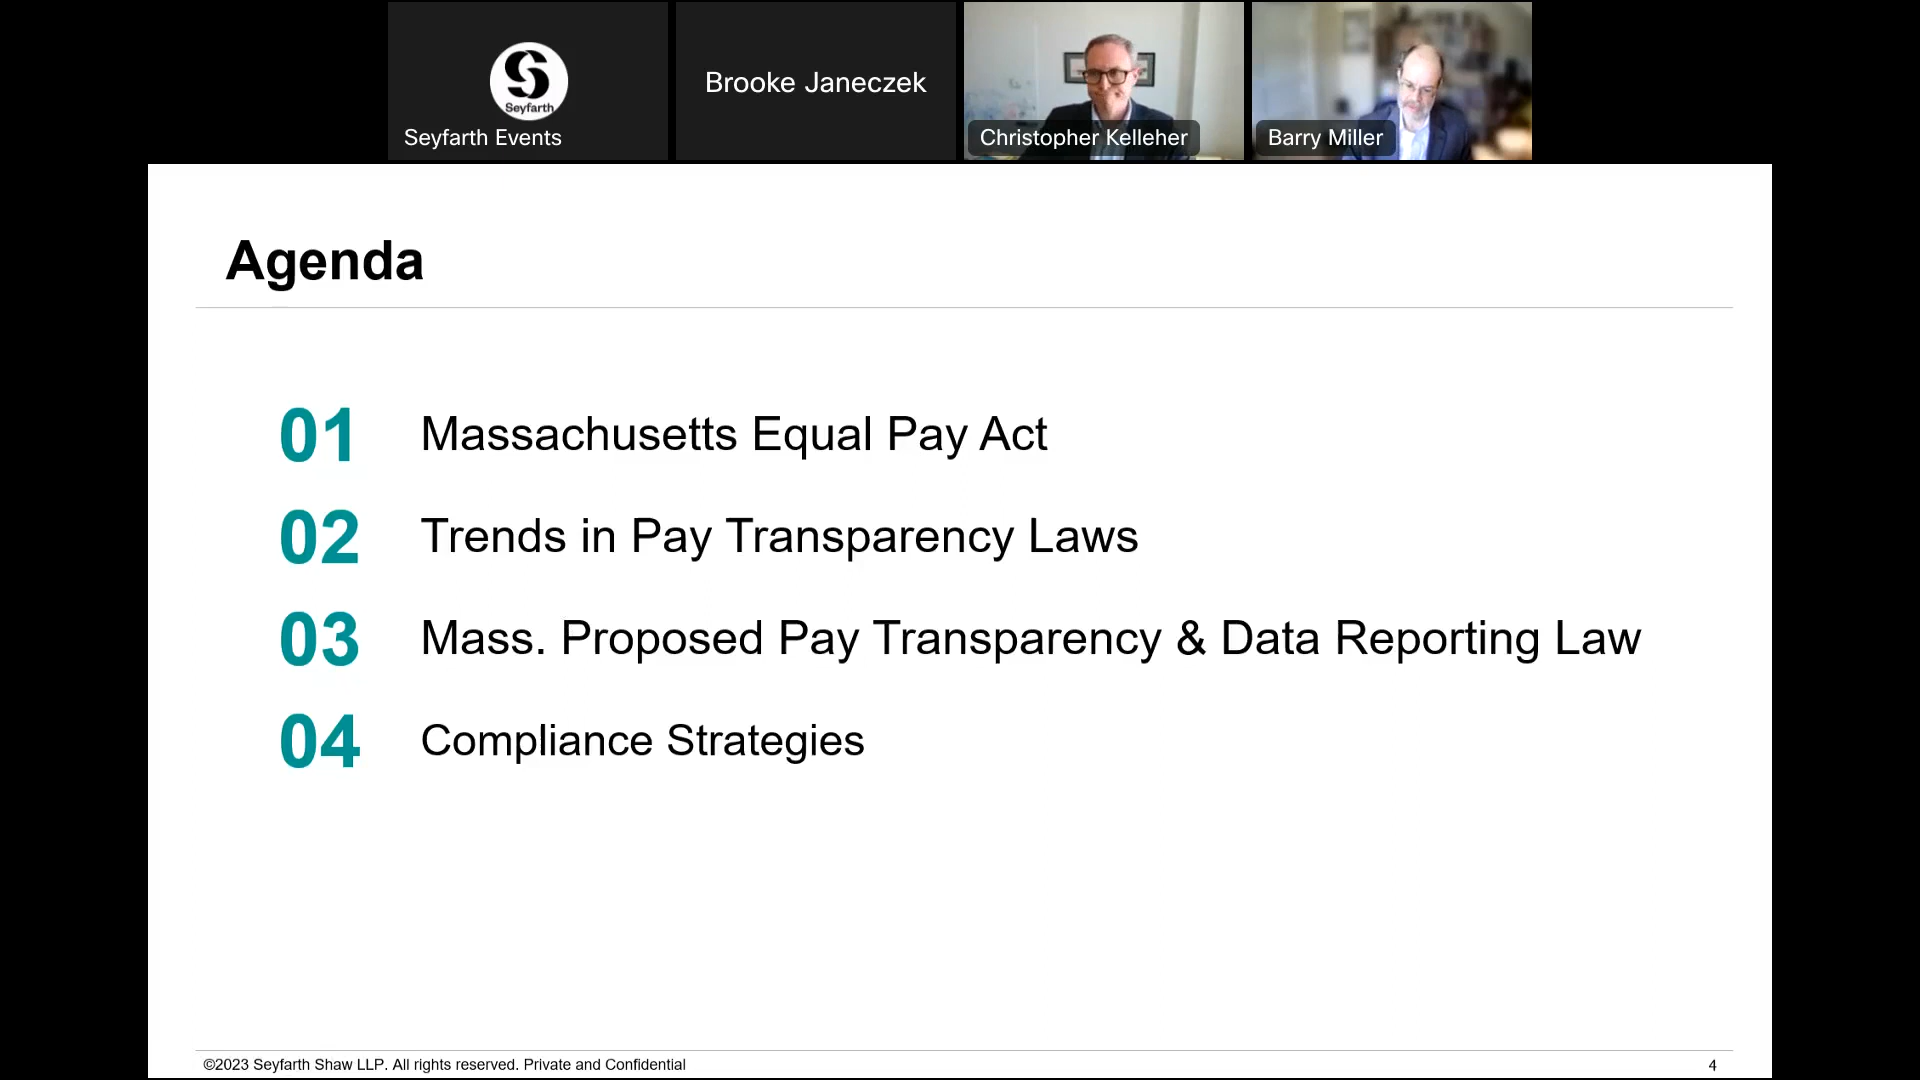 Seyfarth
Seyfarth Events
Brooke Janeczek
Christopher Kelleher
Barry Miller
Agenda
01 Massachusetts Equal Pay Act
02 Trends in Pay Transparency Laws
03 Mass. Proposed Pay Transparency & Data Reporting Law
04 Compliance Strategies
©2023 Seyfarth Shaw LLP. All rights reserved. Private and Confidential
4